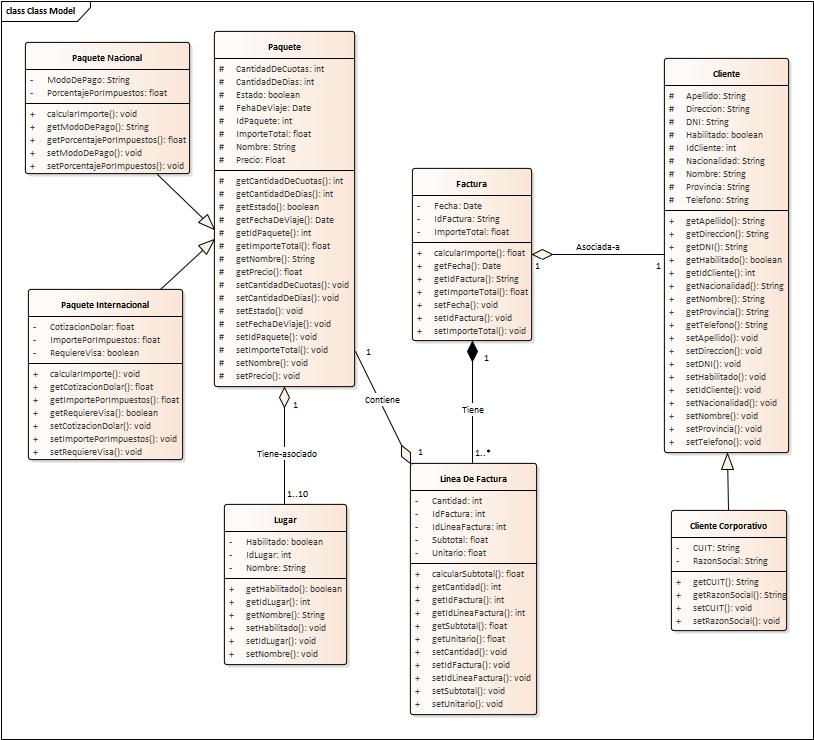 class Class Model
Paquete Nacional
- ModoDePago: String
- PorcentajePorImpuestos: float
+ calcularImporte(): void
+ getModoDePago(): String
+ getPorcentajePorImpuestos(): float
+ setModoDePago(): void
+ setPorcentajePorImpuestos(): void
Paquete
# CantidadDeCuotas: int
# CantidadDeDias: int
# Estado: boolean
# FehaDeViaje: Date
# IdPaquete: int
# ImporteTotal: float
# Nombre: String
# Precio: Float
# getCantidadDeCuotas(): int
# getCantidadDeDias(): int
# getEstado(): boolean
# getFechaDeViaje(): Date
# getIdPaquete(): int
# getImporteTotal(): float
# getNombre(): String
# getPrecio(): float
# setCantidadDeCuotas(): void
# setCantidadDeDias(): void
# setEstado(): void
# setFechaDeViaje(): void
# setIdPaquete(): void
# setImporteTotal(): void
# setNombre(): void
# setPrecio(): void
Paquete Internacional
- CotizacionDolar: float
- ImportePorImpuestos: float
- RequiereVisa: boolean
+ calcularImporte(): void
+ getCotizacionDolar(): float
+ getImportePorImpuestos(): float
+ getRequiereVisa(): boolean
+ setCotizacionDolar(): void
+ setImportePorImpuestos(): void
+ setRequiereVisa(): void
Factura
- Fecha: Date
- IdFactura: String
- ImporteTotal: float
+ calcularImporte(): float
+ getFecha(): Date
+ getIdFactura(): String
+ getImporteTotal(): float
+ setFecha(): void
+ setIdFactura(): void
+ setImporteTotal(): void
Asociada-a
1
1
Cliente
# Apellido: String
# Direccion: String
# DNI: String
# Habilitado: boolean
# IdCliente: int
# Nacionalidad: String
# Nombre: String
# Provincia: String
# Telefono: String
+ getApellido(): String
+ getDireccion(): String
+ getDNI(): String
+ getHabilitado(): boolean
+ getIdCliente(): int
+ getNacionalidad(): String
+ getNombre(): String
+ getProvincia(): String
+ getTelefono(): String
+ setApellido(): void
+ setDireccion(): void
+ setDNI(): void
+ setHabilitado(): void
+ setIdCliente(): void
+ setNacionalidad(): void
+ setNombre(): void
+ setProvincia(): void
+ setTelefono(): void
1
Contiene
1
1
Tiene
1..*
1
Tiene-asociado
1..10
Lugar
- Habilitado: boolean
- IdLugar: int
- Nombre: String
+ getHabilitado(): boolean
+ getIdLugar(): int
+ getNombre(): String
+ setHabilitado(): void
+ setIdLugar(): void
+ setNombre(): void
Linea De Factura
- Cantidad: int
- IdFactura: int
- IdLineaFactura: int
- Subtotal: float
- Unitario: float
+ calcularSubtotal(): float
+ getCantidad(): int
+ getIdFactura(): int
+ getIdLineaFactura(): int
+ getSubtotal(): float
+ getUnitario(): float
+ setCantidad(): void
+ setIdFactura(): void
+ setIdLineaFactura(): void
+ setSubtotal(): void
+ setUnitario(): void
Cliente Corporativo
- CUIT: String
- RazonSocial: String
+ getCUIT(): String
+ getRazonSocial(): String
+ setCUIT(): void
+ setRazonSocial(): void